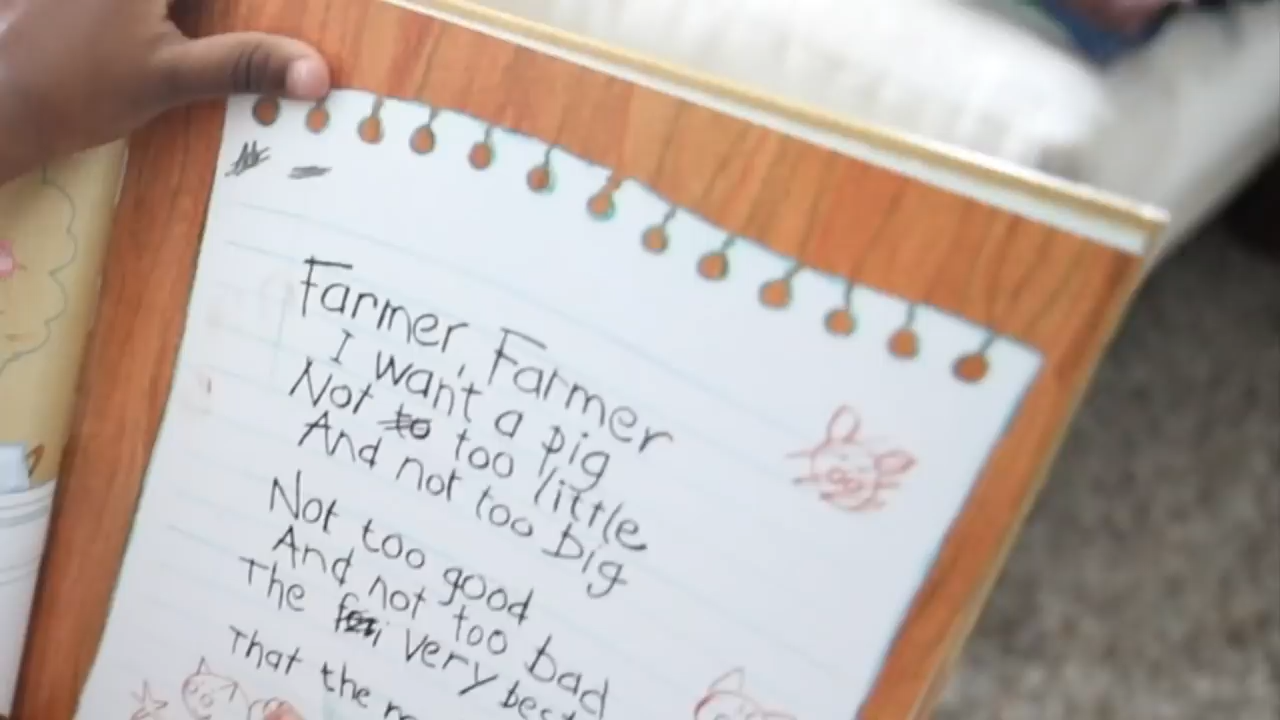 Farmer, Farmer
I want a pig
Not too little
And not too big
Not too good
And not too bad
The very best
That the